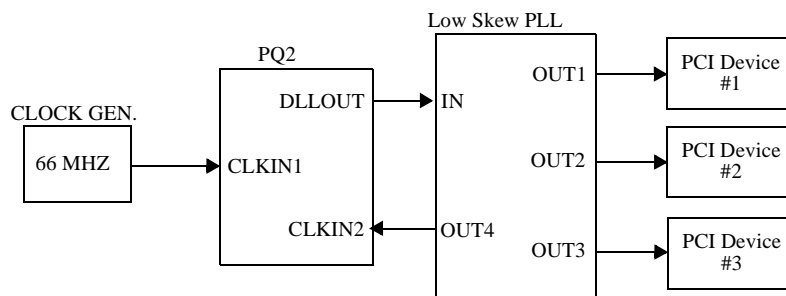 Low Skew PLL
PQ2
CLOCK GEN.
66 MHZ
DLLOUT
CLKIN1
CLKIN2
IN
OUT4
OUT1
OUT2
OUT3
PCI Device
#1
PCI Device
#2
PCI Device
#3